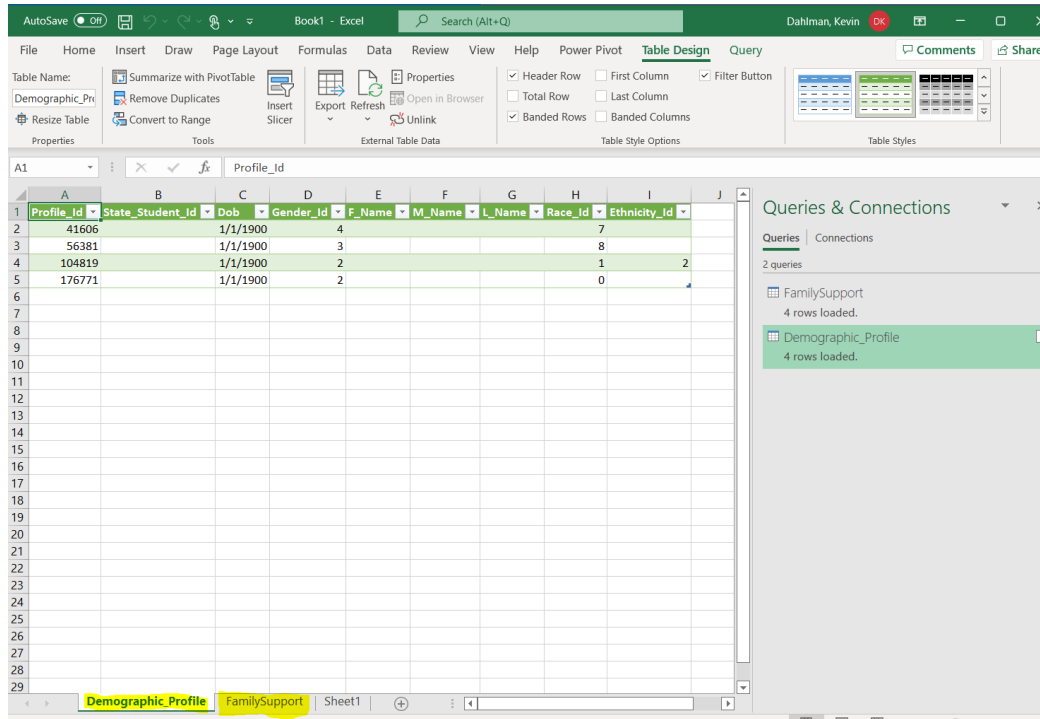 AutoSave Off Book1 - Excel Search (Alt+Q) Dahlman, Kevin DK
File Home Insert Draw Page Layout Formulas Data Review View Help Power Pivot Table Design Query Comments Share
Table Name:
Demographic_Pro
Resize Table
Properties
Summarize with PivotTable
Remove Duplicates
Convert to Range
Tools
Insert
Slicer
Export Refresh
Properties
Open in Browser
Unlink
External Table Data
Header Row First Column Filter Button
Total Row Last Column
Banded Rows Banded Columns
Table Style Options
Table Styles
A1 fx Profile_Id
A B C D E F G H I J
1 Profile_Id State_Student_Id Dob Gender_Id F_Name M_Name L_Name Race_Id Ethnicity_Id
2 41606 1/1/1900 4 7
3 56381 1/1/1900 3 8
4 104819 1/1/1900 2 1 2
5 176771 1/1/1900 2 0
6
7
8
9
10
11
12
13
14
15
16
17
18
19
20
21
22
23
24
25
26
27
28
29
Queries & Connections
Queries Connections
2 queries
FamilySupport
4 rows loaded.
Demographic_Profile
4 rows loaded.
Demographic_Profile FamilySupport Sheet1